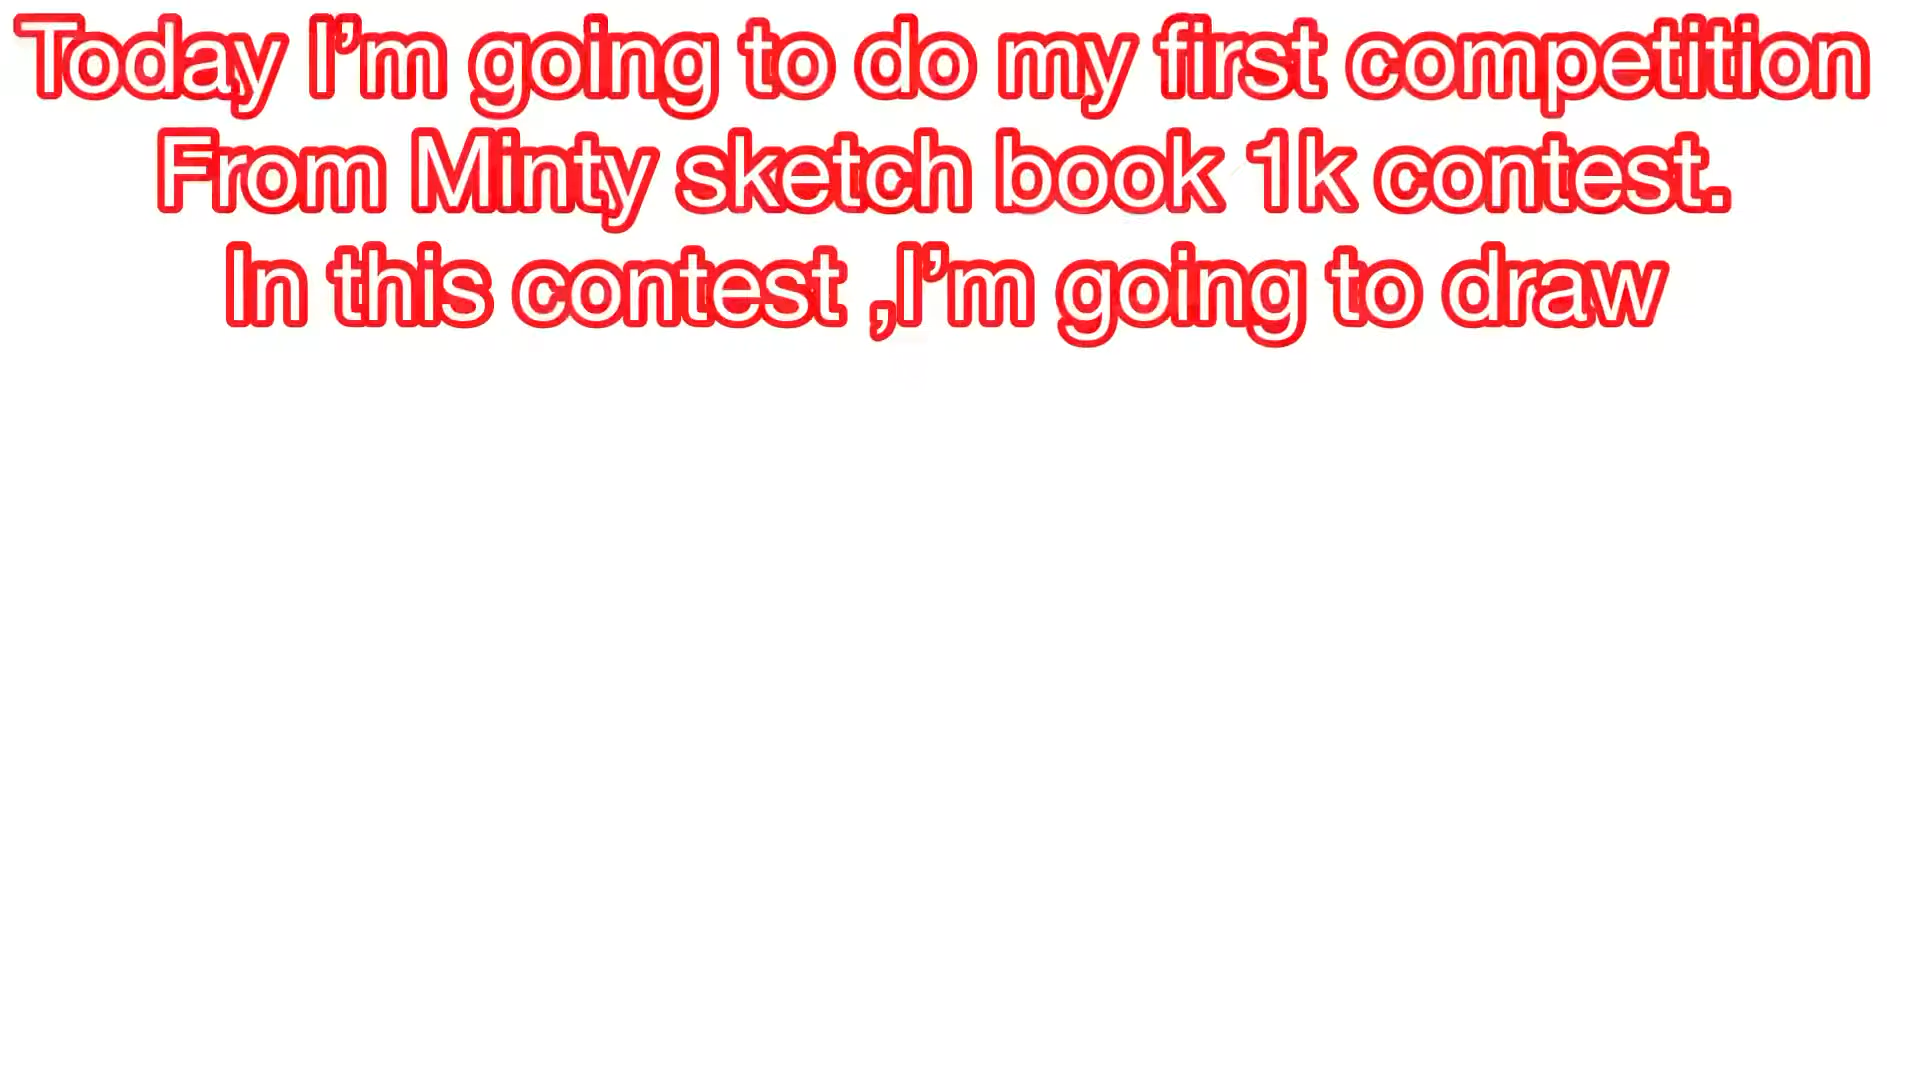 Today I’m going to do my first competition
From Minty sketch book 1k contest.
In this contest ,I’m going to draw